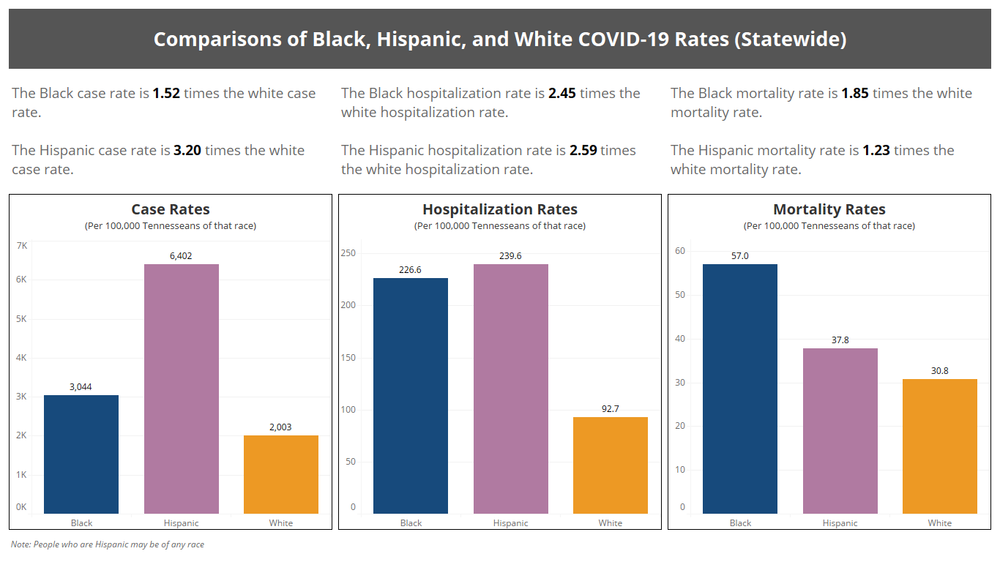 Comparisons of Black, Hispanic, and White COVID-19 Rates (Statewide)
The Black case rate is 1.52 times the white case
rate.
The Hispanic case rate is 3.20 times the white
case rate.
The Black hospitalization rate is 2.45 times the
white hospitalization rate.
The Hispanic hospitalization rate is 2.59 times
the white hospitalization rate.
The Black mortality rate is 1.85 times the white
mortality rate.
The Hispanic mortality rate is 1.23 times the
white mortality rate.
Case Rates
(Per 100,000 Tennesseans of that race)
7K
6K
5K
4K
3K
2K
1K
0K
3,044
6,402
2,003
Black Hispanic White
Hospitalization Rates
(Per 100,000 Tennesseans of that race)
250
200
150
100
50
0
226.6
239.6
92.7
Black Hispanic White
Mortality Rates
(Per 100,000 Tennesseans of that race)
60
50
40
30
20
10
0
57.0
37.8
30.8
Black Hispanic White
Note: People who are Hispanic may be of any race